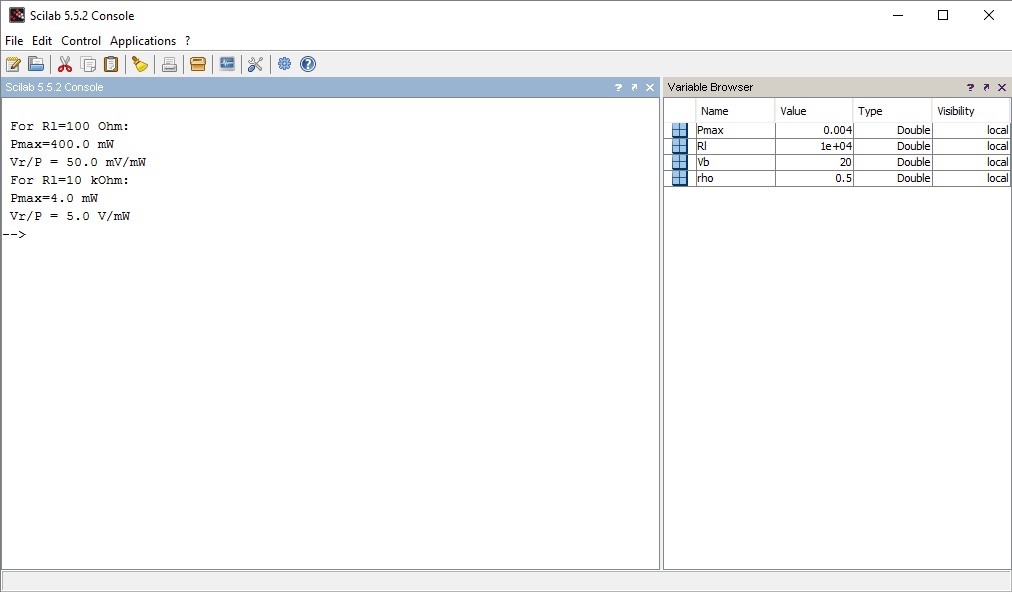 Scilab 5.5.2 Console
File Edit Control Applications ?
Scilab 5.5.2 Console ?
For Rl=100 Ohm:
Pmax=400.0 mW
Vr/P = 50.0 mV/mW
For Rl=10 kOhm:
Pmax=4.0 mW
Vr/P = 5.0 V/mW
-->
Variable Browser ?
Name Value Type Visibility
Pmax 0.004 Double local
Rl 1e+04 Double local
Vb 20 Double local
rho 0.5 Double local